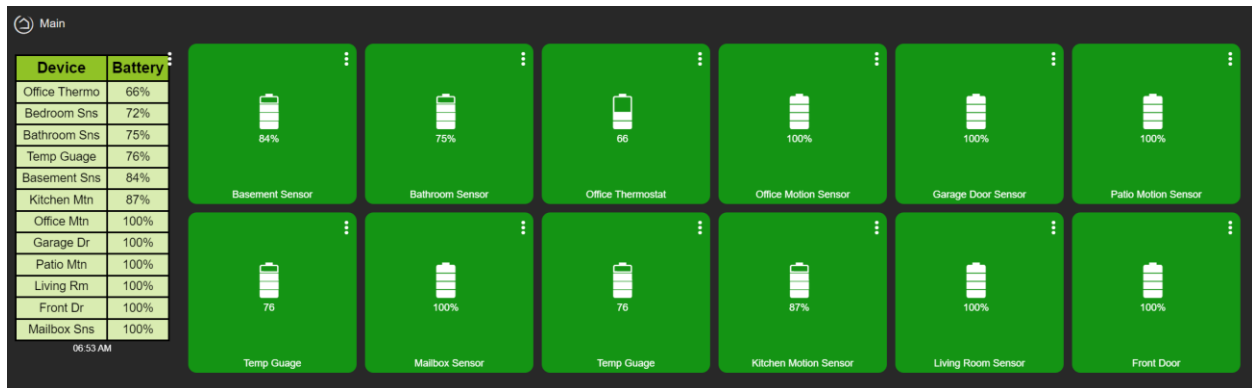 Main
Device Battery
Office Thermo 66%
Bedroom Sns 72%
Bathroom Sns 75%
Temp Guage 76%
Basement Sns 84%
Kitchen Mtn 87%
Office Mtn 100%
Garage Dr 100%
Patio Mtn 100%
Living Rm 100%
Front Dr 100%
Mailbox Sns 100%
06:53 AM
84% 75% 66 100% 100% 100%
Basement Sensor Bathroom Sensor Office Thermostat Office Motion Sensor Garage Door Sensor Patio Motion Sensor
76 100% 76 87% 100% 100%
Temp Guage Mailbox Sensor Temp Guage Kitchen Motion Sensor Living Room Sensor Front Door